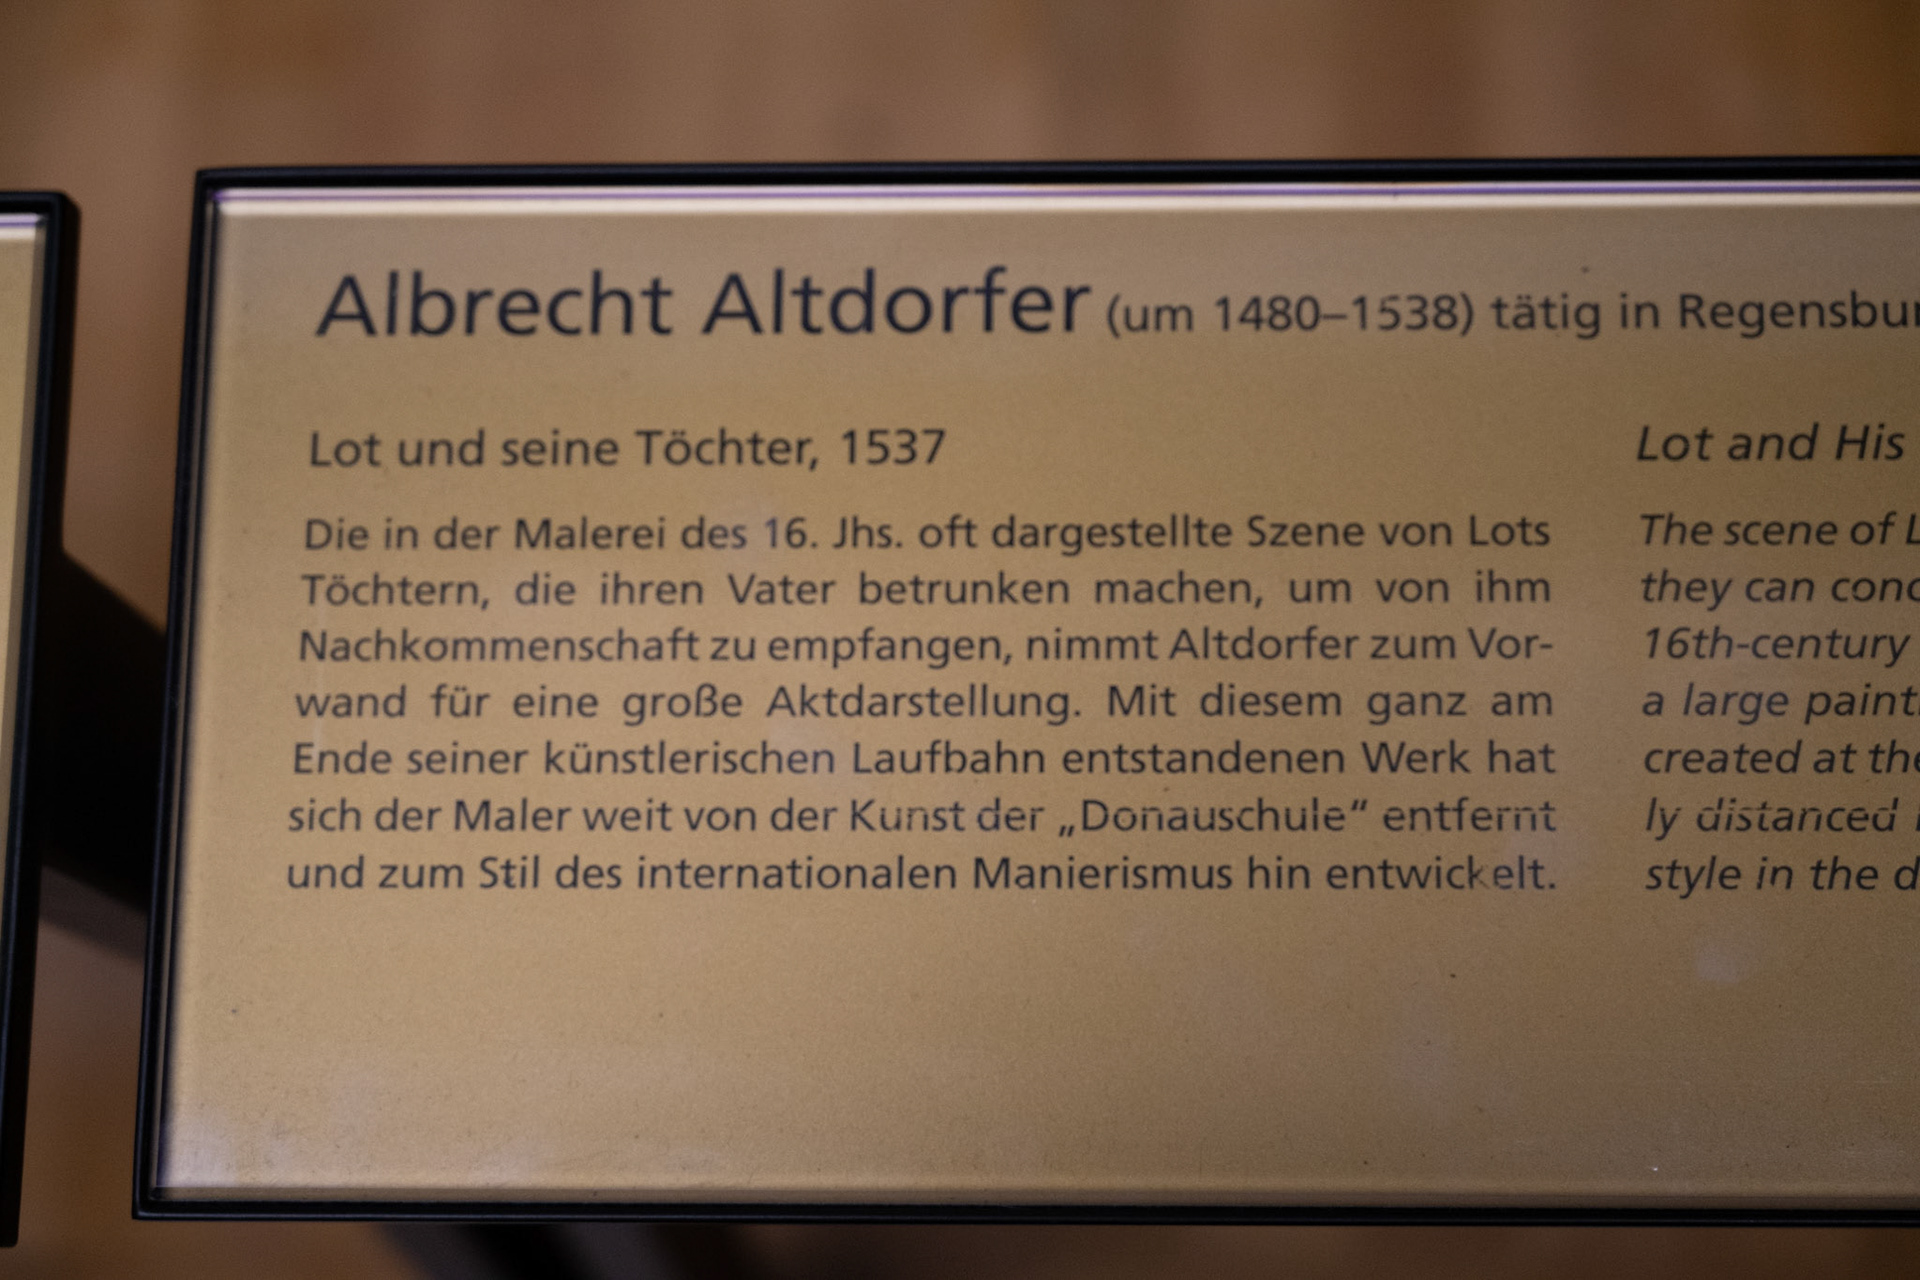 Albrecht Altdorfer (um 1480–1538) tätig in Regensbur
Lot und seine Töchter, 1537
Die in der Malerei des 16. Jhs. oft dargestellte Szene von Lots
Töchtern, die ihren Vater betrunken machen, um von ihm
Nachkommenschaft zu empfangen, nimmt Altdorfer zum Vor-
wand für eine große Aktdarstellung. Mit diesem ganz am
Ende seiner künstlerischen Laufbahn entstandenen Werk hat
sich der Maler weit von der Kunst der „Donauschule“ entfernt
und zum Stil des internationalen Manierismus hin entwickelt.
Lot and His
The scene of L
they can conc
16th-century
a large paint
created at the
ly distanced
style in the d